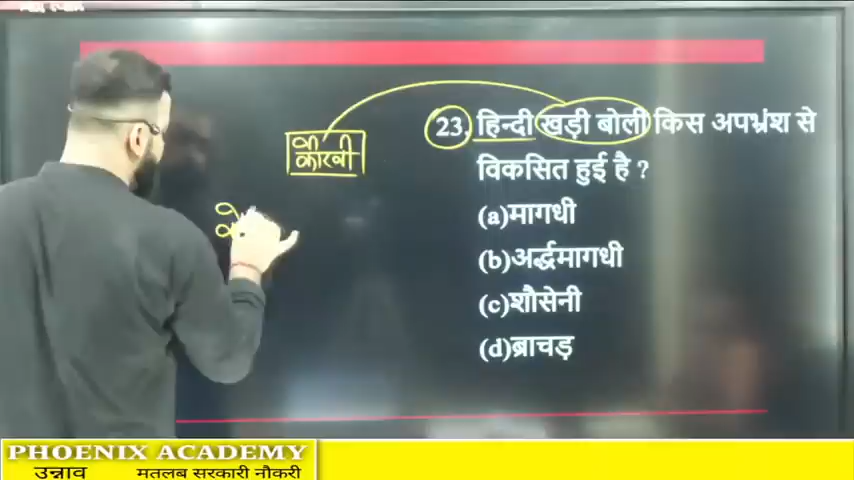 23. हिन्दी खड़ी बोली किस अपभ्रंश से
विकसित हुई है ?
(a)मागधी
(b)अर्द्धमागधी
(c)शौसेनी
(d)ब्राचड़
कौरवी
PHOENIX ACADEMY
उन्नाव मतलब सरकारी नौकरी